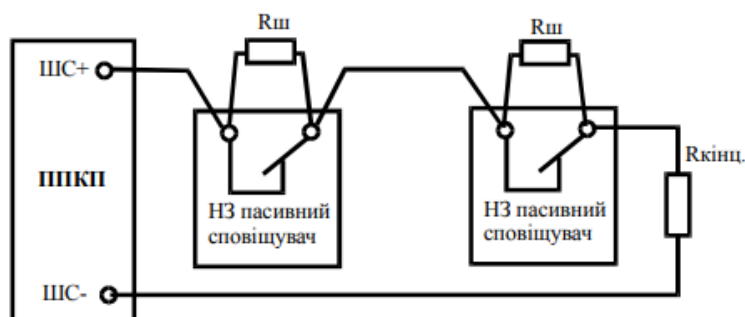 Rш
Rш
ШС+
Rкінц.
ППКП
НЗ пасивний
сповіщувач
НЗ пасивний
сповіщувач
ШС-